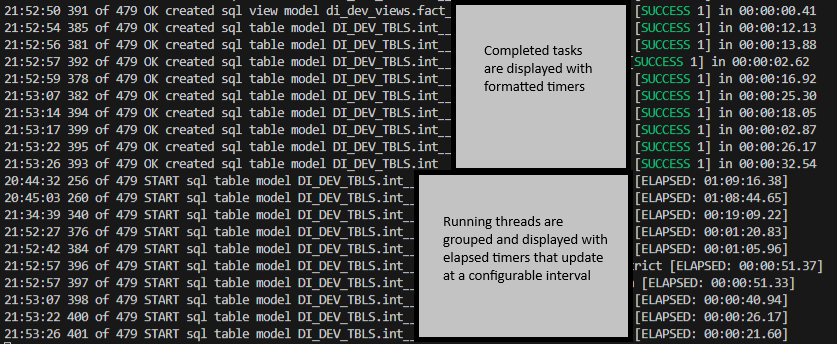 21:52:50 391 of 479 OK created sql view model di_dev_views.fact_ [SUCCESS 1] in 00:00:00.41
21:52:54 385 of 479 OK created sql table model DI_DEV_TBLS.int__ [SUCCESS 1] in 00:00:12.13
21:52:56 381 of 479 OK created sql table model DI_DEV_TBLS.int__ [SUCCESS 1] in 00:00:13.88
21:52:57 392 of 479 OK created sql table model DI_DEV_TBLS.int__ [SUCCESS 1] in 00:00:02.62
21:52:59 378 of 479 OK created sql table model DI_DEV_TBLS.int__ [SUCCESS 1] in 00:00:16.92
21:53:07 382 of 479 OK created sql table model DI_DEV_TBLS.int__ [SUCCESS 1] in 00:00:25.30
21:53:14 394 of 479 OK created sql table model DI_DEV_TBLS.int__ [SUCCESS 1] in 00:00:18.05
21:53:17 399 of 479 OK created sql table model DI_DEV_TBLS.int__ [SUCCESS 1] in 00:00:02.87
21:53:22 395 of 479 OK created sql table model DI_DEV_TBLS.int__ [SUCCESS 1] in 00:00:26.17
21:53:26 393 of 479 OK created sql table model DI_DEV_TBLS.int__ [SUCCESS 1] in 00:00:32.54
Completed tasks
are displayed with
formatted timers
20:44:32 256 of 479 START sql table model DI_DEV_TBLS.int__ [ELAPSED: 01:09:16.38]
20:45:03 260 of 479 START sql table model DI_DEV_TBLS.int__ [ELAPSED: 01:08:44.65]
21:34:39 340 of 479 START sql table model DI_DEV_TBLS.int__ [ELAPSED: 00:19:09.22]
21:52:27 376 of 479 START sql table model DI_DEV_TBLS.int__ [ELAPSED: 00:01:20.83]
21:52:42 384 of 479 START sql table model DI_DEV_TBLS.int__ [ELAPSED: 00:01:05.96]
21:52:57 396 of 479 START sql table model DI_DEV_TBLS.int__ trict [ELAPSED: 00:00:51.37]
21:52:57 397 of 479 START sql table model DI_DEV_TBLS.int__ [ELAPSED: 00:00:51.33]
21:53:07 398 of 479 START sql table model DI_DEV_TBLS.int__ [ELAPSED: 00:00:40.94]
21:53:22 400 of 479 START sql table model DI_DEV_TBLS.int__ [ELAPSED: 00:00:26.17]
21:53:26 401 of 479 START sql table model DI_DEV_TBLS.int__ [ELAPSED: 00:00:21.60]
Running threads are
grouped and displayed with
elapsed timers that update
at a configurable interval